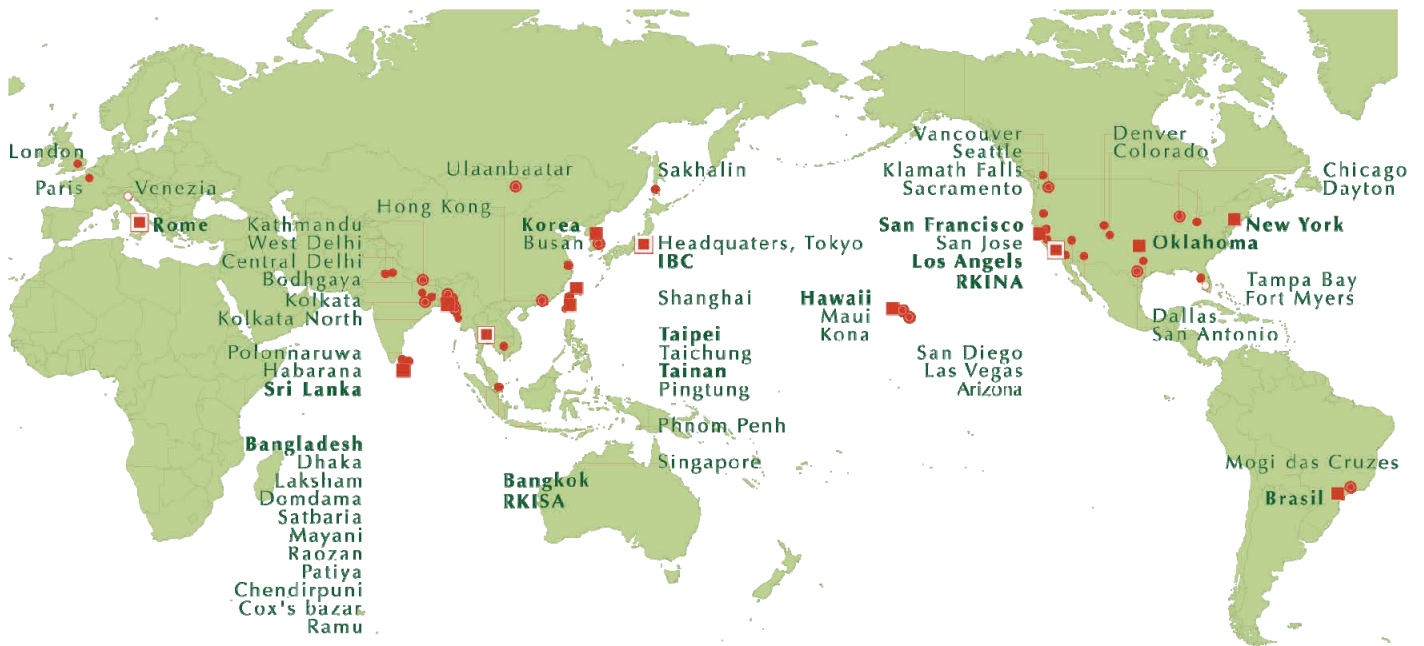 London
Paris
Venezia
Rome
Ulaanbaatar
Hong Kong
Kathmandu
West Delhi
Central Delhi
Bodhgaya
Kolkata
Kolkata North
Polonnaruwa
Habarana
Sri Lanka
Bangladesh
Dhaka
Laksham
Domdama
Satbaria
Mayani
Raozan
Patiya
Chendirpuni
Cox's bazar
Ramu
Korea
Busan
Bangkok
RKISA
Sakhalin
Headquaters, Tokyo
IBC
Shanghai
Taipei
Taichung
Tainan
Pingtung
Phnom Penh
Singapore
Hawaii
Maui
Kona
Vancouver
Seattle
Klamath Falls
Sacramento
San Francisco
San Jose
Los Angels
RKINA
San Diego
Las Vegas
Arizona
Denver
Colorado
Chicago
Dayton
New York
Oklahoma
Tampa Bay
Fort Myers
Dallas
San Antonio
Mogi das Cruzes
Brasil